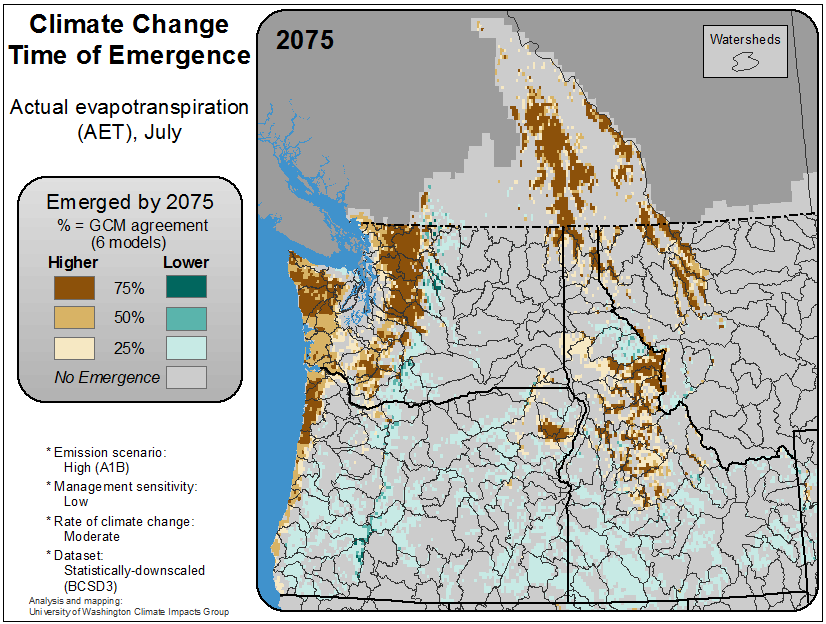 Climate Change
Time of Emergence
Actual evapotranspiration
(AET), July
Emerged by 2075
% = GCM agreement
(6 models)
Higher Lower
75%
50%
25%
No Emergence
* Emission scenario:
High (A1B)
* Management sensitivity:
Low
* Rate of climate change:
Moderate
* Dataset:
Statistically-downscaled
(BCSD3)
Analysis and mapping:
University of Washington Climate Impacts Group
2075
Watersheds